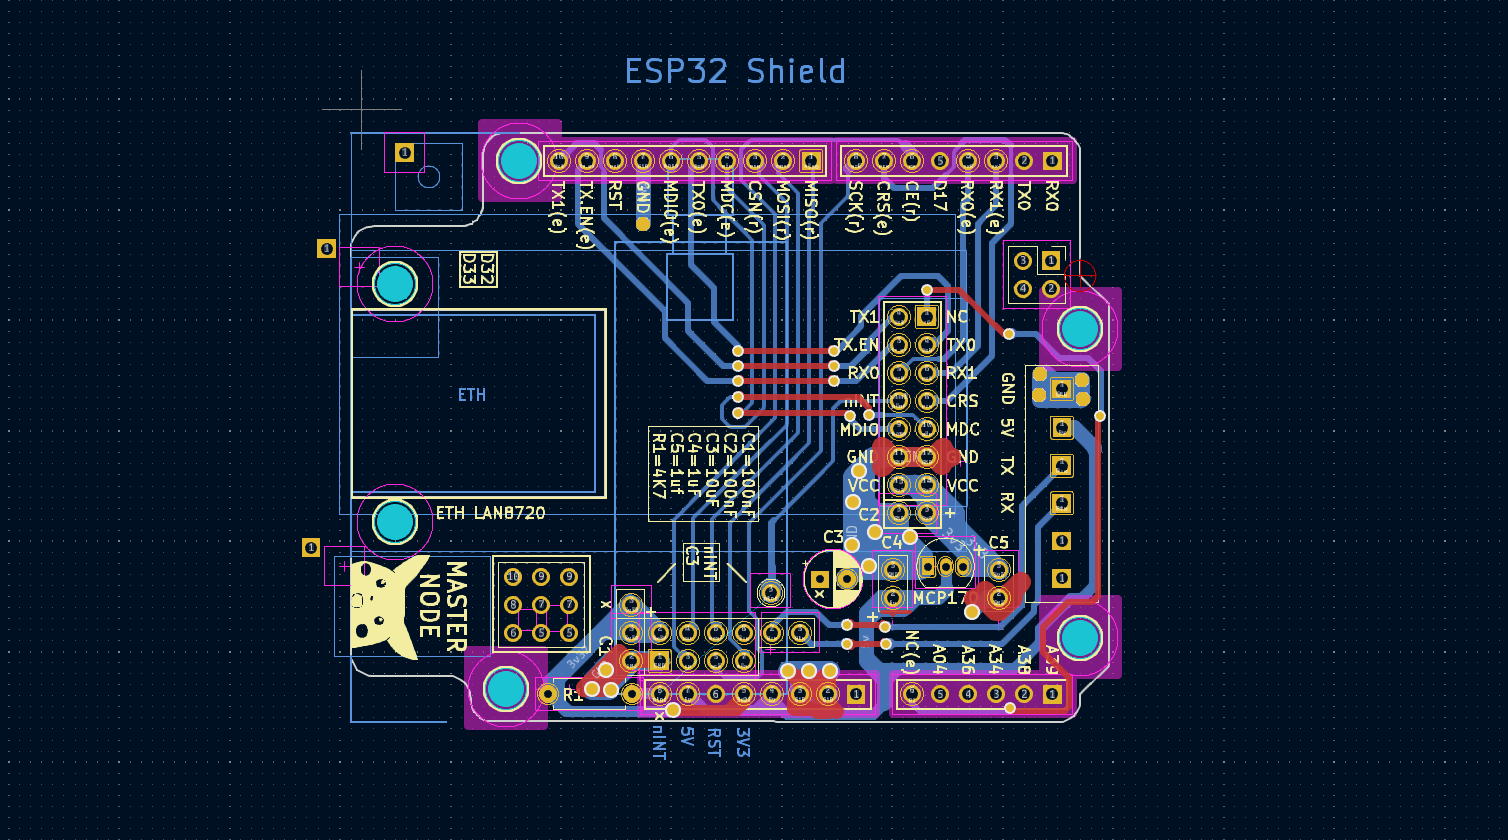 ESP32 Shield
TX1(e)
TX.EN(e)
RST
GND
MDIO(e)
TX0(e)
MDC(e)
CSN(r)
MOSI(r)
MISO(r)
SCK(r)
CRS(e)
CE(r)
D17
RX0(e)
RX1(e)
TX0
RX0
D32
D33
ETH
ETH LAN8720
TX1
NC
TX.EN
TX0
RX0
RX1
nINT
CRS
MDIO
MDC
GND
GND
VCC
VCC
C2
+
GND
5V
TX
RX
C1=100nF
C2=100nF
C3=10uF
C4=1uF
C5=1uf
R1=4K7
C3
C4
C5
nINT
C3
MASTER
NODE
C1
R1
NC(e)
A04
A36
A34
A38
A39
nINT
5V
RST
3V3